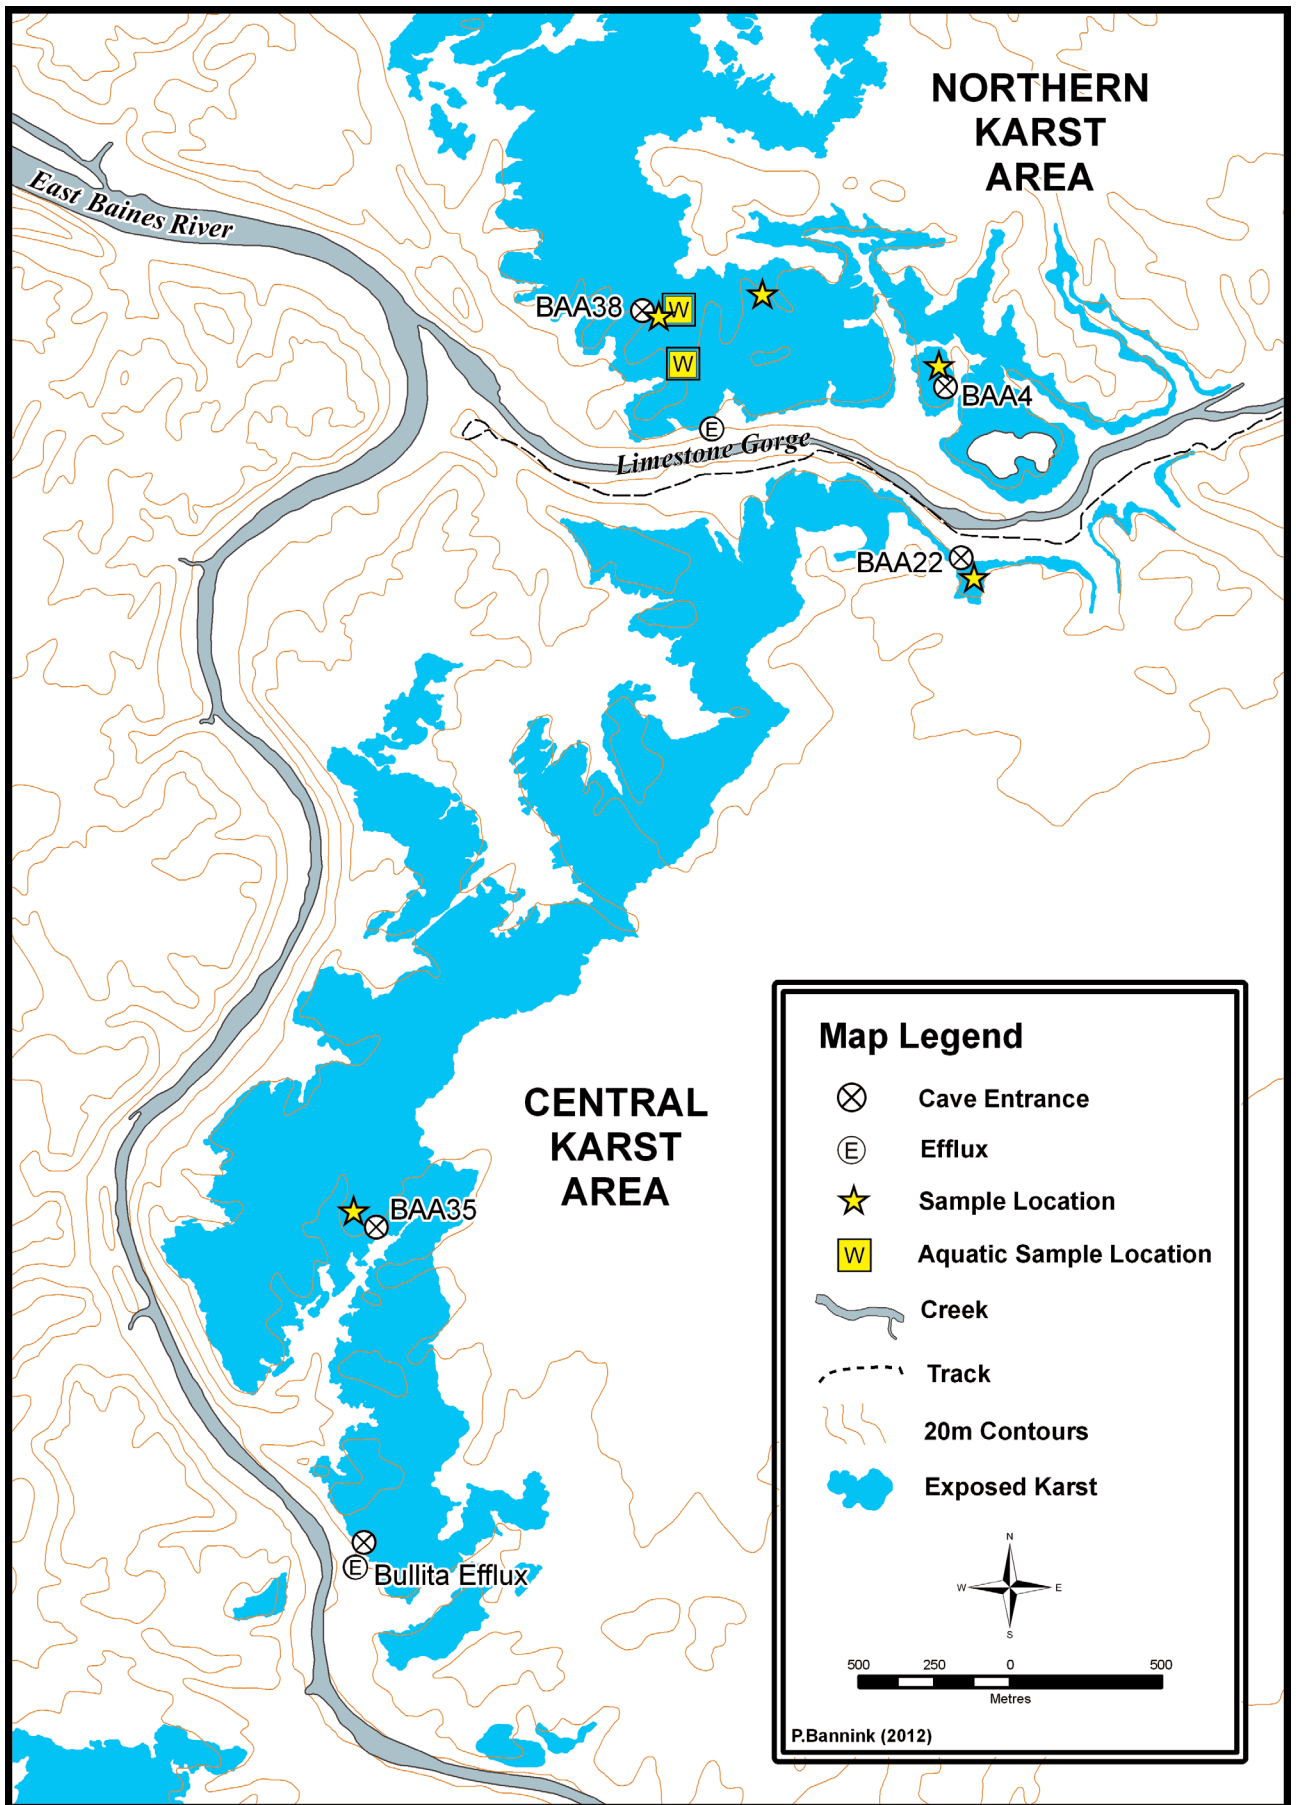 NORTHERN
KARST
AREA
East Baines River
BAA38
W
W
BAA4
E
Limestone Gorge
BAA22
CENTRAL
KARST
AREA
BAA35
E
Bullita Efflux
Map Legend
Cave Entrance
E Efflux
Sample Location
W Aquatic Sample Location
Creek
Track
20m Contours
Exposed Karst
N
W E
S
500 250 0 500
Metres
P.Bannink (2012)